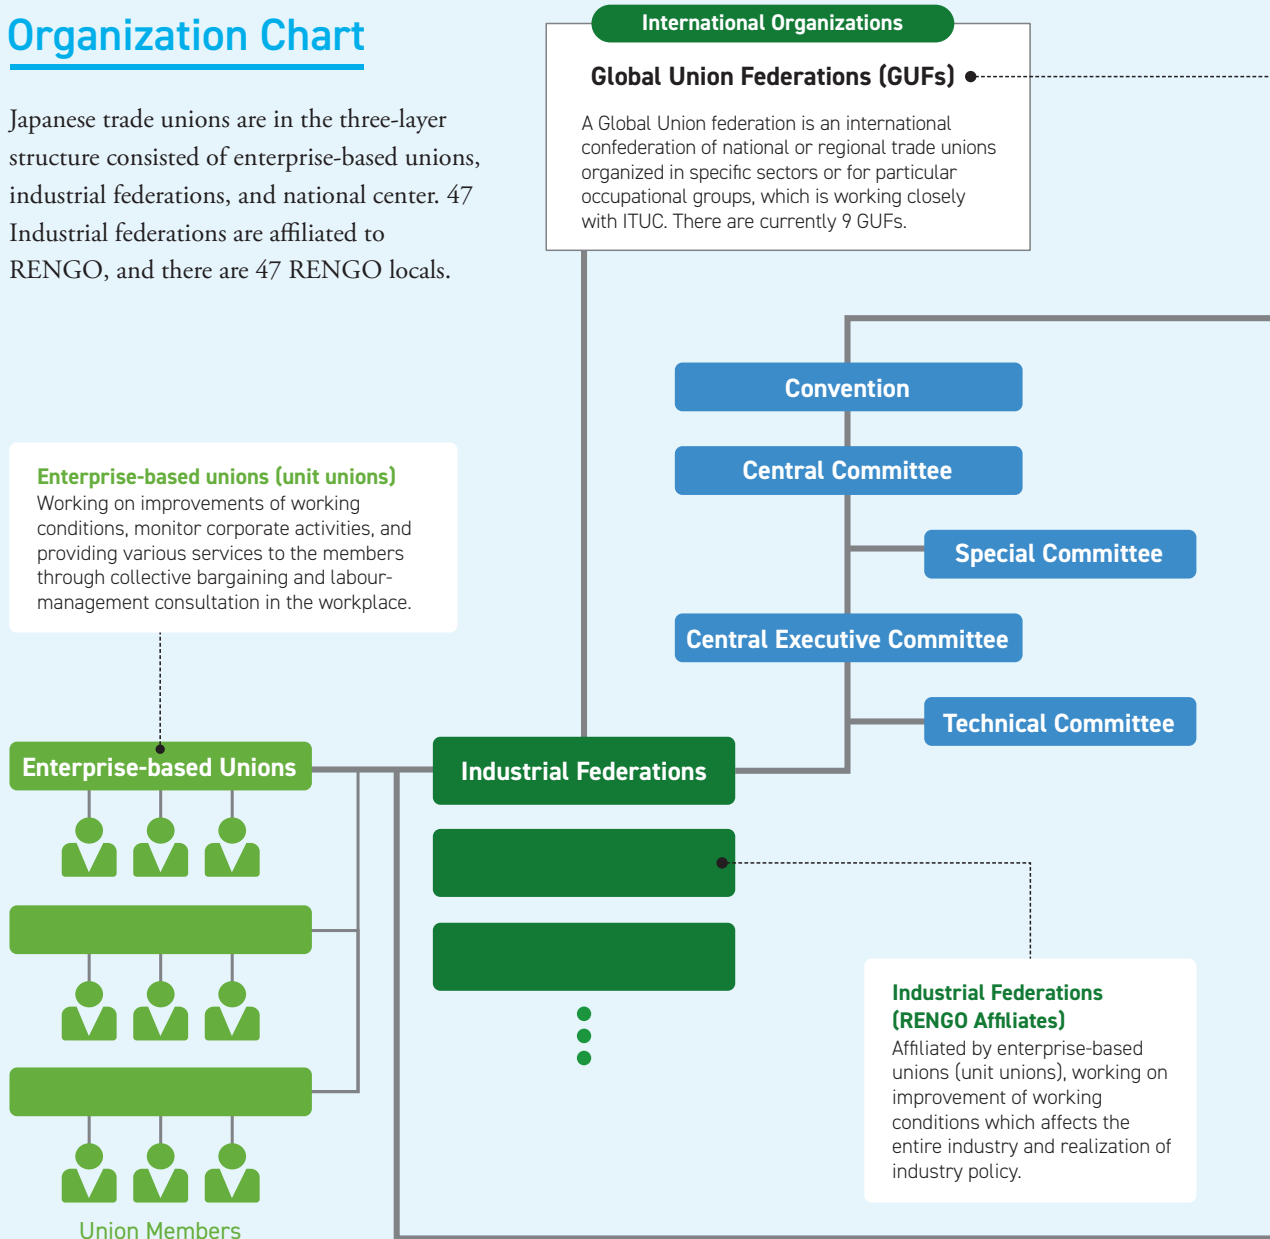 Organization Chart
Japanese trade unions are in the three-layer
structure consisted of enterprise-based unions,
industrial federations, and national center. 47
Industrial federations are affiliated to
RENGO, and there are 47 RENGO locals.
International Organizations
Global Union Federations (GUFs)
A Global Union federation is an international
confederation of national or regional trade unions
organized in specific sectors or for particular
occupational groups, which is working closely
with ITUC. There are currently 9 GUFs.
Convention
Central Committee
Special Committee
Central Executive Committee
Technical Committee
Enterprise-based unions (unit unions)
Working on improvements of working
conditions, monitor corporate activities, and
providing various services to the members
through collective bargaining and labour-
management consultation in the workplace.
Enterprise-based Unions
Industrial Federations
Industrial Federations
(RENGO Affiliates)
Affiliated by enterprise-based
unions (unit unions), working on
improvement of working
conditions which affects the
entire industry and realization of
industry policy.
Union Members